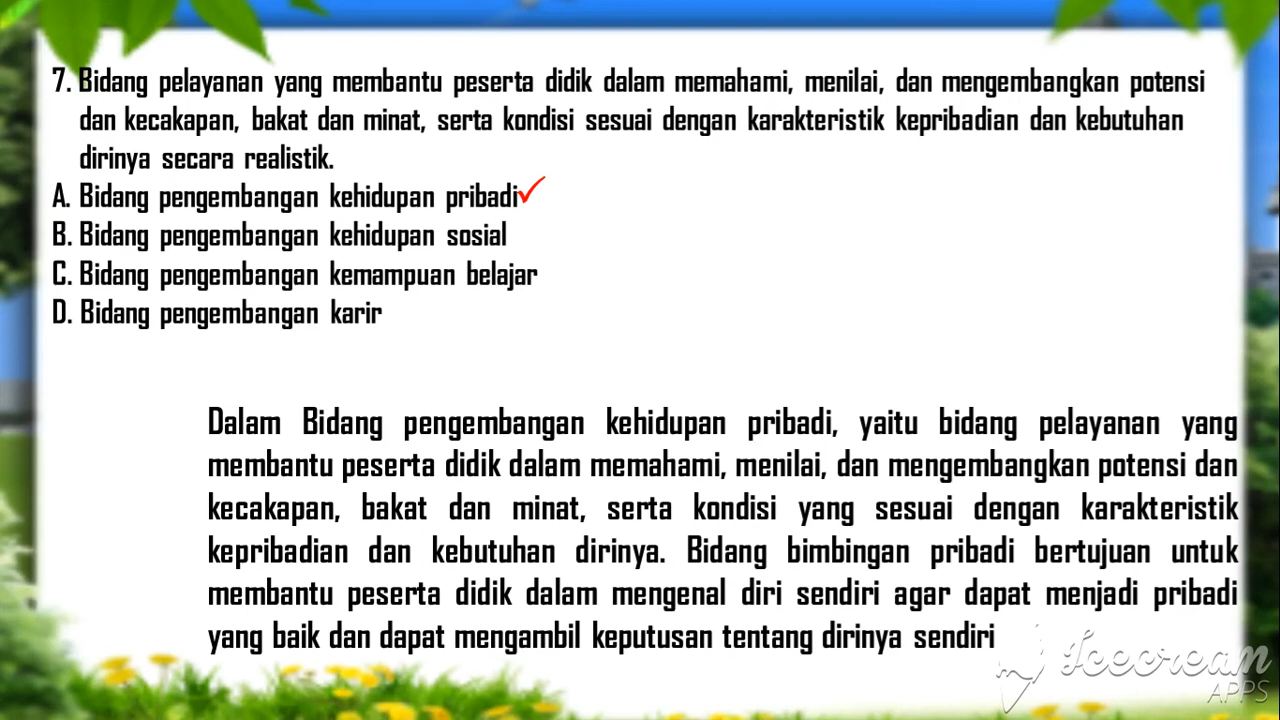 7. Bidang pelayanan yang membantu peserta didik dalam memahami, menilai, dan mengembangkan potensi
dan kecakapan, bakat dan minat, serta kondisi sesuai dengan karakteristik kepribadian dan kebutuhan
dirinya secara realistik.
A. Bidang pengembangan kehidupan pribadi
B. Bidang pengembangan kehidupan sosial
C. Bidang pengembangan kemampuan belajar
D. Bidang pengembangan karir
Dalam Bidang pengembangan kehidupan pribadi, yaitu bidang pelayanan yang
membantu peserta didik dalam memahami, menilai, dan mengembangkan potensi dan
kecakapan, bakat dan minat, serta kondisi yang sesuai dengan karakteristik
kepribadian dan kebutuhan dirinya. Bidang bimbingan pribadi bertujuan untuk
membantu peserta didik dalam mengenal diri sendiri agar dapat menjadi pribadi
yang baik dan dapat mengambil keputusan tentang dirinya sendiri
Icecream
APPS